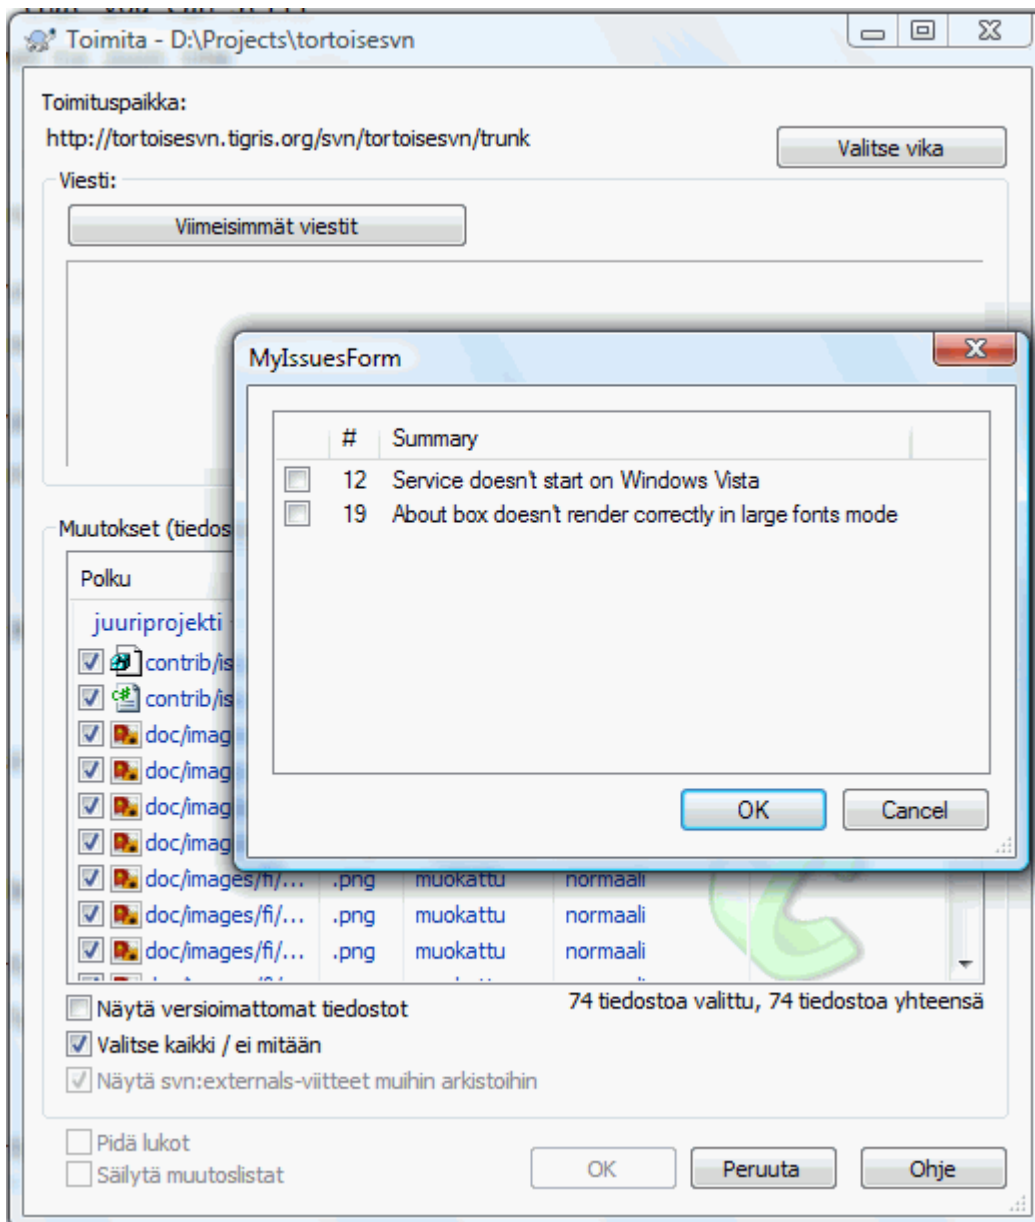 Toimita - D:\Projects\tortoisesvn
Toimituspaikka:
http://tortoisesvn.tigris.org/svn/tortoisesvn/trunk
Valitse vika
Viesti:
Viimeisimmät viestit
MyIssuesForm
# Summary
12 Service doesn't start on Windows Vista
19 About box doesn't render correctly in large fonts mode
OK Cancel
Muutokset (tiedos
Polku
juuriprojekti
contrib/is
contrib/is
doc/imag
doc/imag
doc/imag
doc/imag
doc/images/fi/... .png muokattu normaali
doc/images/fi/... .png muokattu normaali
doc/images/fi/... .png muokattu normaali
Näytä versioimattomat tiedostot
74 tiedostoa valittu, 74 tiedostoa yhteensä
Valitse kaikki / ei mitään
Näytä svn:externals-viitteet muihin arkistoihin
Pidä lukot
Säilytä muutoslistat
OK Peruuta Ohje